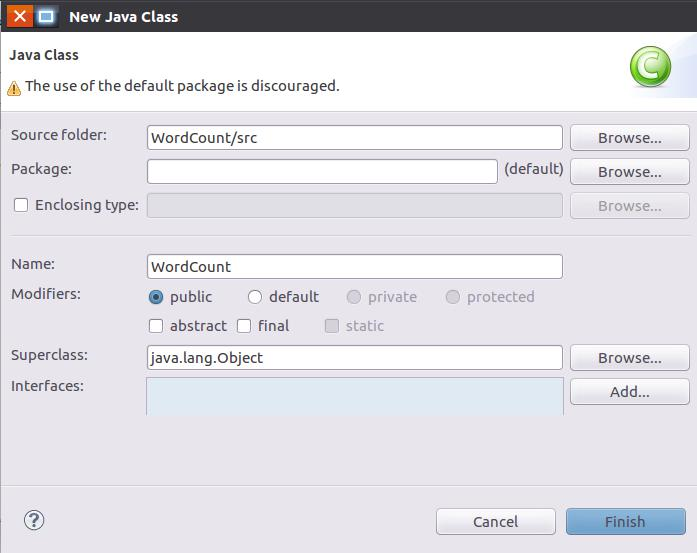 New Java Class
Java Class
The use of the default package is discouraged.
C
Source folder: WordCount/src Browse...
Package: (default) Browse...
Enclosing type: Browse...
Name: WordCount
Modifiers: public default private protected
abstract final static
Superclass: java.lang.Object Browse...
Interfaces: Add...
? Cancel Finish